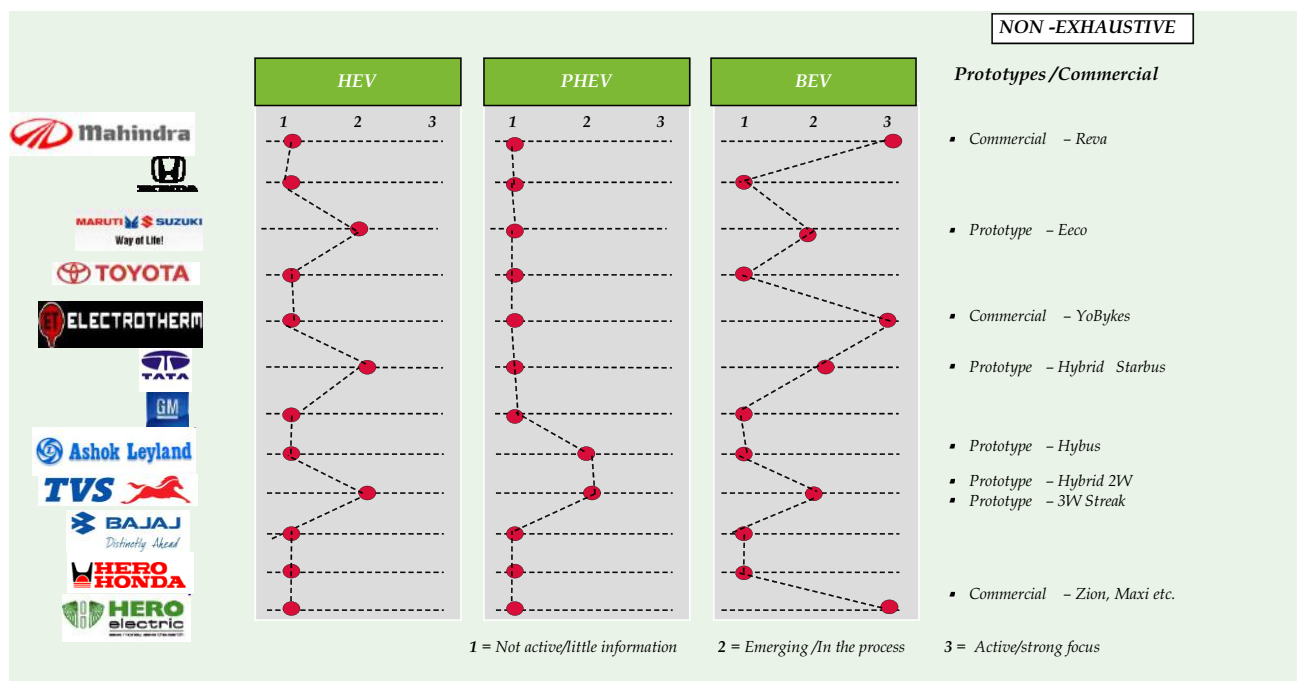 NON -EXHAUSTIVE
HEV
PHEV
BEV
Prototypes /Commercial
1 2 3
1 2 3
1 2 3
Mahindra
Commercial – Reva
HONDA
MARUTI SUZUKI
Way of Life!
Prototype – Eeco
TOYOTA
ET ELECTROTHERM
Commercial – YoBykes
TATA
Prototype – Hybrid Starbus
GM
Ashok Leyland
Prototype – Hybus
TVS
Prototype – Hybrid 2W
Prototype – 3W Streak
BAJAJ
Distinctly Ahead
HERO
HONDA
HERO
electric
Commercial – Zion, Maxi etc.
1 = Not active/little information
2 = Emerging /In the process
3 = Active/strong focus